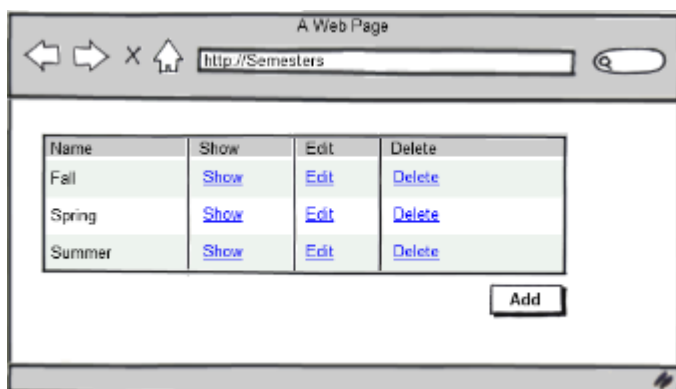 A Web Page
http://Semesters
Name Show Edit Delete
Fall Show Edit Delete
Spring Show Edit Delete
Summer Show Edit Delete
Add